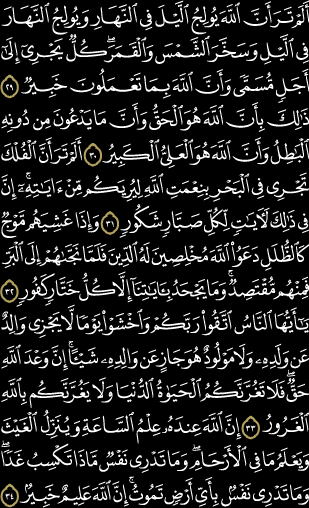 أَلَمْ تَرَ أَنَّ ٱللَّهَ يُولِجُ ٱلَّيْلَ فِى ٱلنَّهَارِ وَيُولِجُ ٱلنَّهَارَ
فِى ٱلَّيْلِ وَسَخَّرَ ٱلشَّمْسَ وَٱلْقَمَرَ ۖ كُلٌّ يَجْرِىٓ إِلَىٰٓ
أَجَلٍ مُّسَمًّى وَأَنَّ ٱللَّهَ بِمَا تَعْمَلُونَ خَبِيرٌ ٢٩
ذَٰلِكَ بِأَنَّ ٱللَّهَ هُوَ ٱلْحَقُّ وَأَنَّ مَا يَدْعُونَ مِن دُونِهِ
ٱلْبَٰطِلُ وَأَنَّ ٱللَّهَ هُوَ ٱلْعَلِىُّ ٱلْكَبِيرُ ٣٠ أَلَمْ تَرَ أَنَّ ٱلْفُلْكَ
تَجْرِى فِى ٱلْبَحْرِ بِنِعْمَتِ ٱللَّهِ لِيُرِيَكُم مِّنْ ءَايَٰتِهِۦٓ ۚ إِنَّ
فِى ذَٰلِكَ لَءَايَٰتٍ لِّكُلِّ صَبَّارٍ شَكُورٍ ٣١ وَإِذَا غَشِيَهُم مَّوْجٌ
كَٱلظُّلَلِ دَعَوُا۟ ٱللَّهَ مُخْلِصِينَ لَهُ ٱلدِّينَ فَلَمَّا نَجَّىٰهُمْ إِلَى ٱلْبَرِّ
فَمِنْهُم مُّقْتَصِدٌ ۚ وَمَا يَجْحَدُ بِـَٔايَٰتِنَآ إِلَّا كُلُّ خَتَّارٍ كَفُورٍ ٣٢
يَٰٓأَيُّهَا ٱلنَّاسُ ٱتَّقُوا۟ رَبَّكُمْ وَٱخْشَوْا۟ يَوْمًا لَّا يَجْزِى وَالِدٌ
عَن وَلَدِهِۦ وَلَا مَوْلُودٌ هُوَ جَازٍ عَن وَالِدِهِۦ شَيْـًٔا ۚ إِنَّ وَعْدَ ٱللَّهِ
حَقٌّ ۖ فَلَا تَغُرَّنَّكُمُ ٱلْحَيَوٰةُ ٱلدُّنْيَا وَلَا يَغُرَّنَّكُم بِٱللَّهِ
ٱلْغَرُورُ ٣٣ إِنَّ ٱللَّهَ عِندَهُۥ عِلْمُ ٱلسَّاعَةِ وَيُنَزِّلُ ٱلْغَيْثَ
وَيَعْلَمُ مَا فِى ٱلْأَرْحَامِ ۖ وَمَا تَدْرِى نَفْسٌ مَّاذَا تَكْسِبُ غَدًا ۖ
وَمَا تَدْرِى نَفْسٌۢ بِأَىِّ أَرْضٍ تَمُوتُ ۚ إِنَّ ٱللَّهَ عَلِيمٌ خَبِيرٌۢ ٣٤